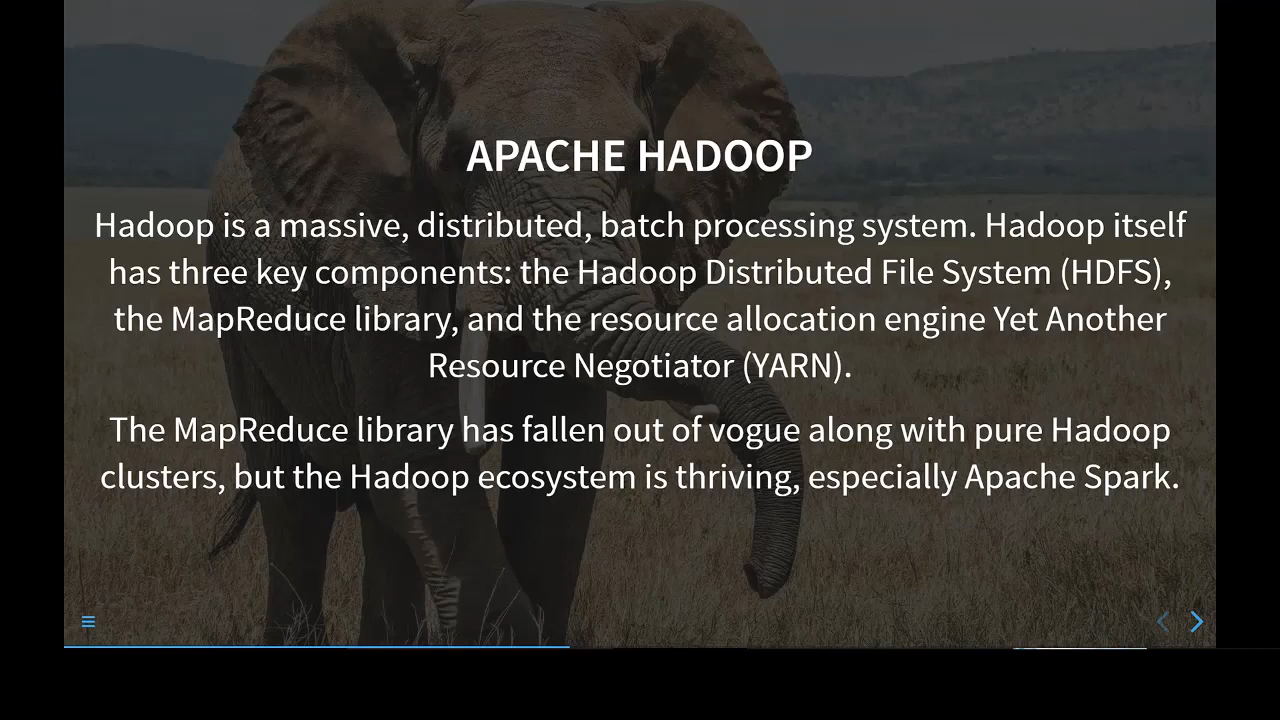 APACHE HADOOP
Hadoop is a massive, distributed, batch processing system. Hadoop itself
has three key components: the Hadoop Distributed File System (HDFS),
the MapReduce library, and the resource allocation engine Yet Another
Resource Negotiator (YARN).
The MapReduce library has fallen out of vogue along with pure Hadoop
clusters, but the Hadoop ecosystem is thriving, especially Apache Spark.